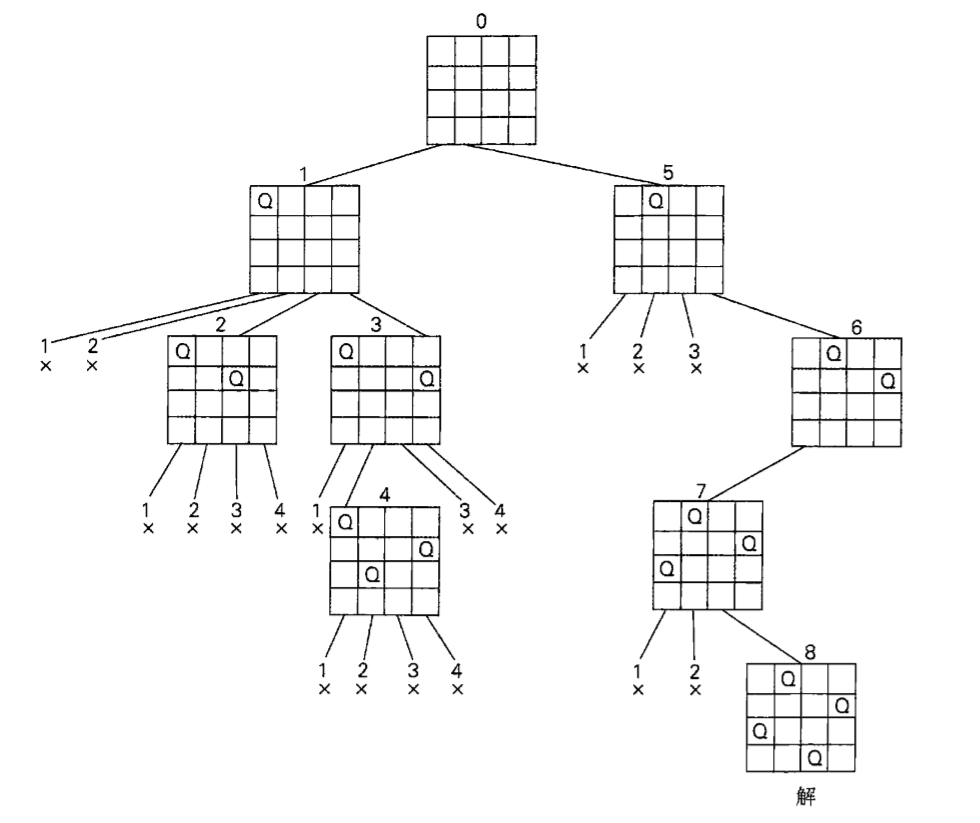 0
1 5
Q Q
1 2 2 3 1 2 3 6
× × Q Q × × × Q
Q Q Q
7
1 2 3 4 1 4 3 4 Q
× × × × × Q × × Q
Q Q
Q
1 2 3 4 1 2 8
× × × × × × Q
Q
Q
Q
解